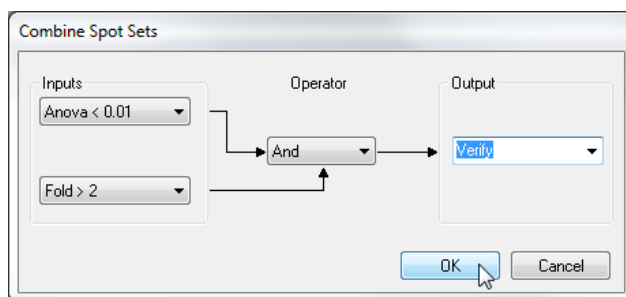 Combine Spot Sets
Inputs
Operator
Output
Anova < 0.01
And
Verify
Fold > 2
OK
Cancel